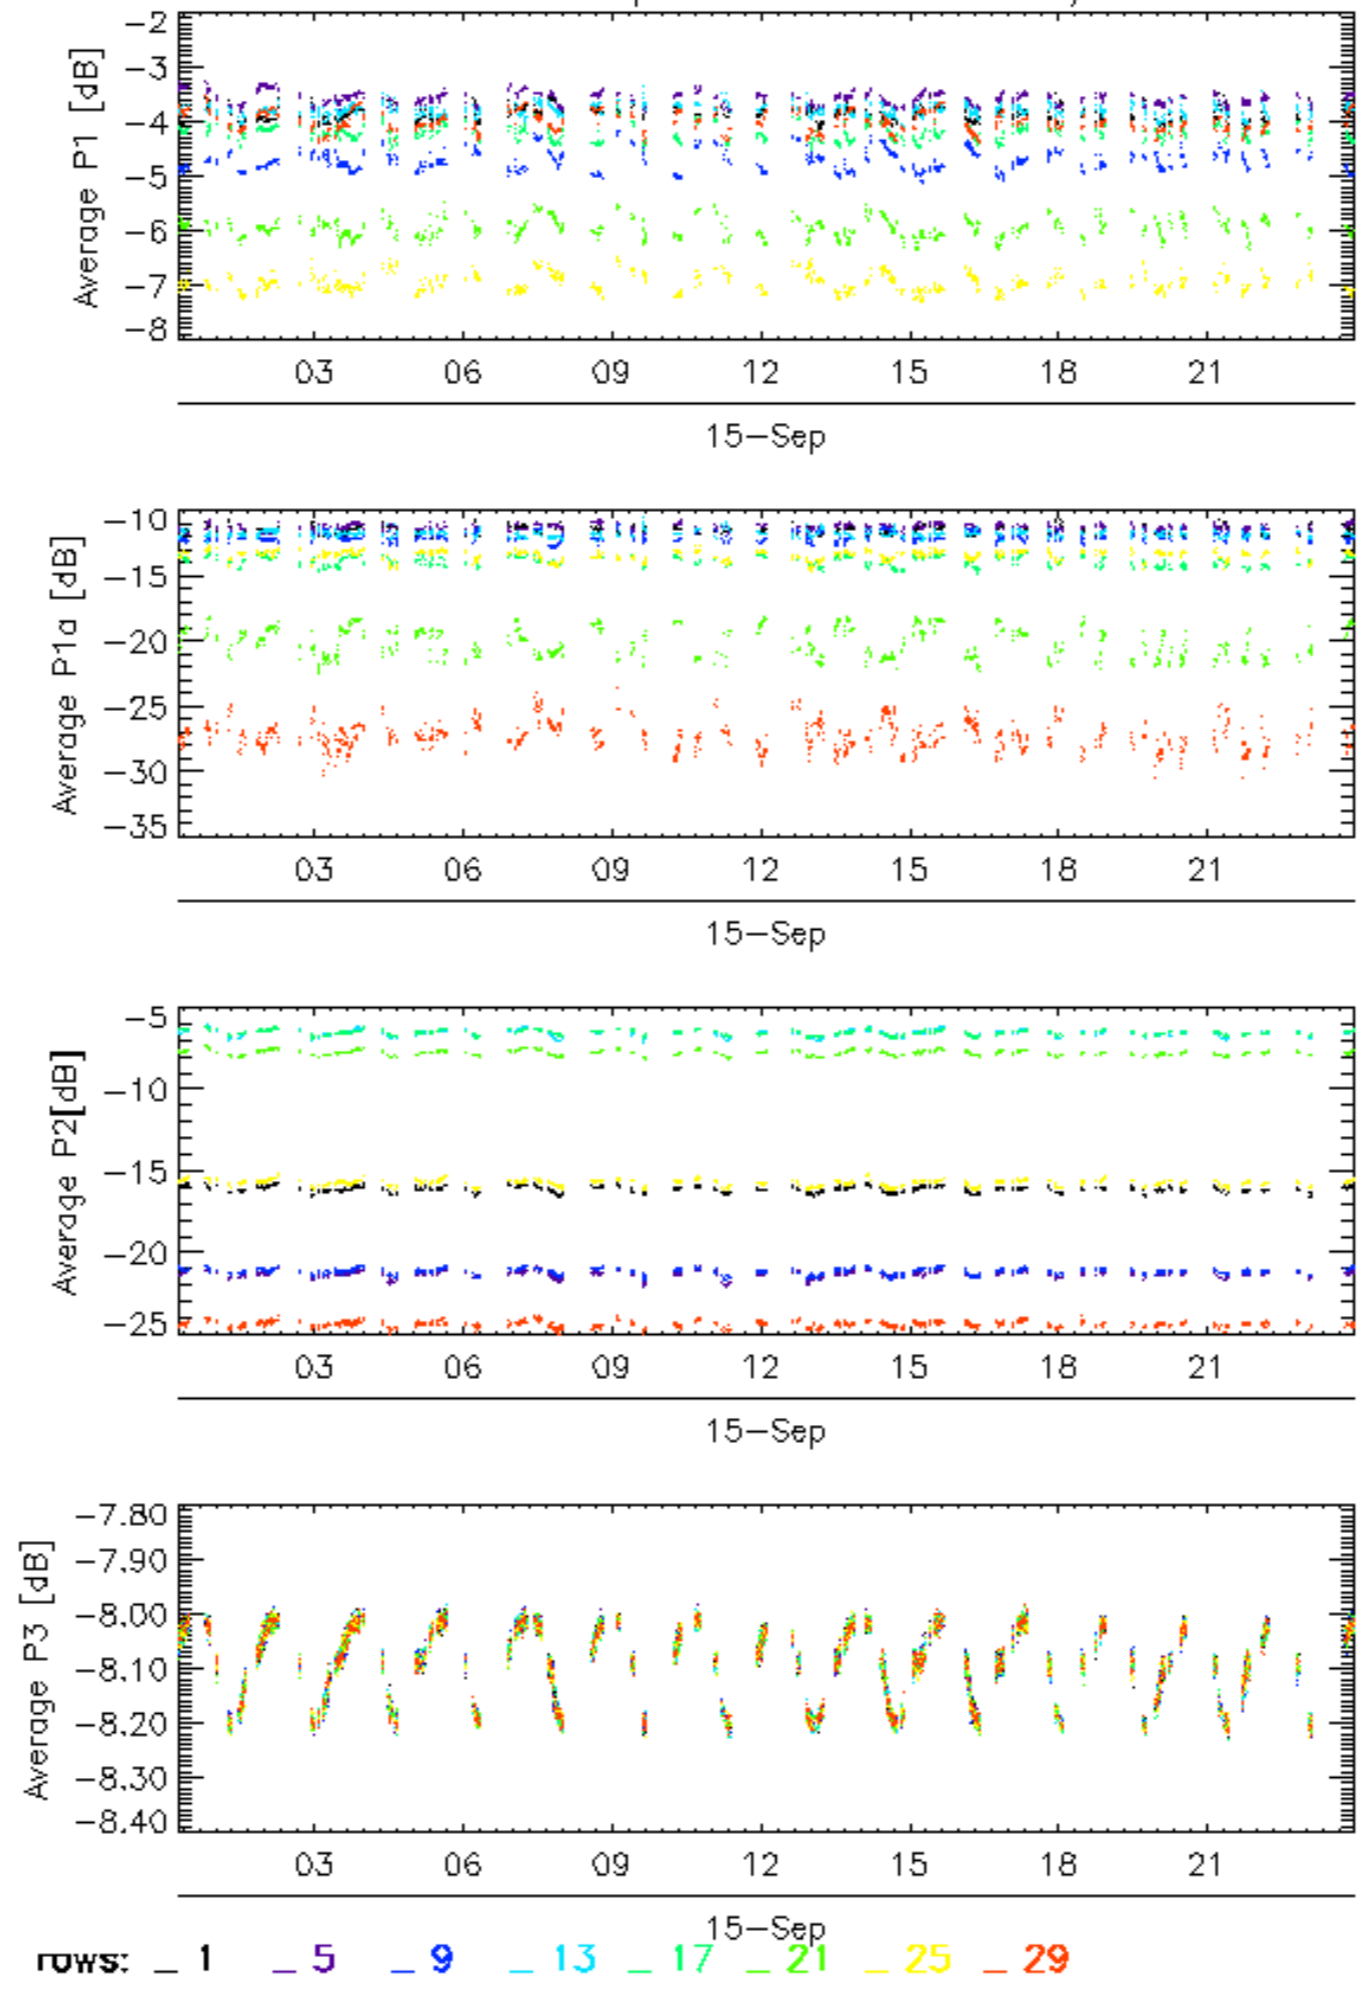 Average P1 [dB]
-2
-3
-4
-5
-6
-7
-8
03 06 09 12 15 18 21
15-Sep
Average P1a [dB]
-10
-15
-20
-25
-30
-35
03 06 09 12 15 18 21
15-Sep
Average P2[dB]
-5
-10
-15
-20
-25
03 06 09 12 15 18 21
15-Sep
Average P3 [dB]
-7.80
-7.90
-8.00
-8.10
-8.20
-8.30
-8.40
03 06 09 12 15 18 21
15-Sep
rows: _ 1 _ 5 _ 9 _ 13 _ 17 _ 21 _ 25 _ 29